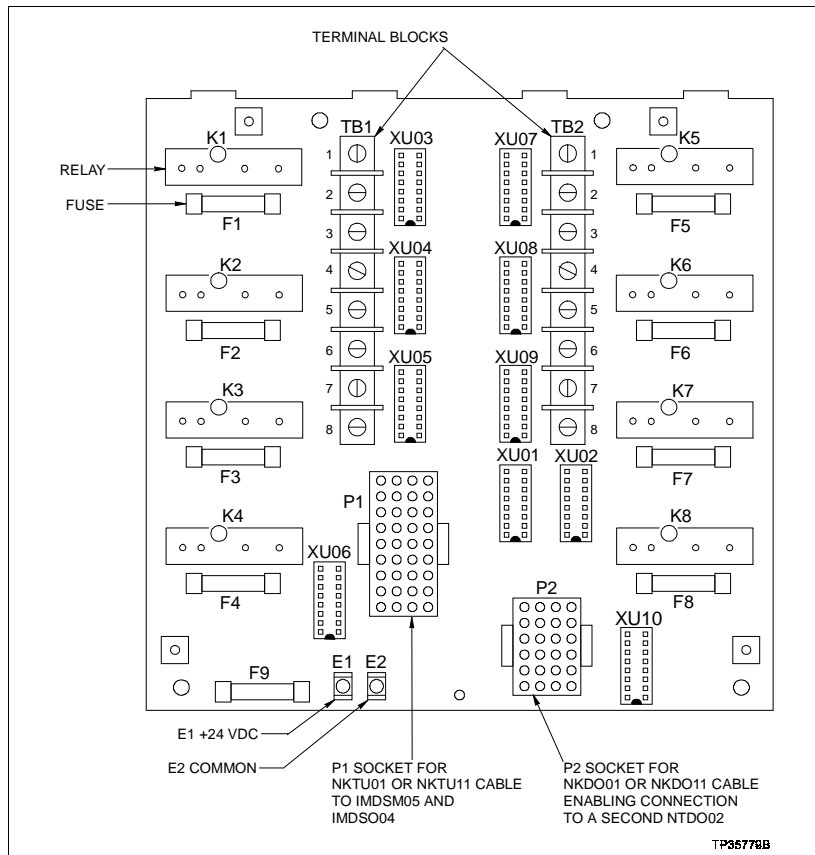 TERMINAL BLOCKS
K1
TB1
XU03
XU07
TB2
K5
RELAY
FUSE
F1
F5
1
2
3
4
5
6
7
8
1
2
3
4
5
6
7
8
K2
XU04
XU08
K6
F2
F6
K3
XU05
XU09
K7
F3
F7
XU01
XU02
P1
K4
K8
XU06
P2
F4
F8
XU10
F9
E1
E2
E1 +24 VDC
E2 COMMON
P1 SOCKET FOR
NKTU01 OR NKTU11 CABLE
TO IMDSM05 AND
IMDSO04
P2 SOCKET FOR
NKDO01 OR NKDO11 CABLE
ENABLING CONNECTION
TO A SECOND NTDO02
TP35779B